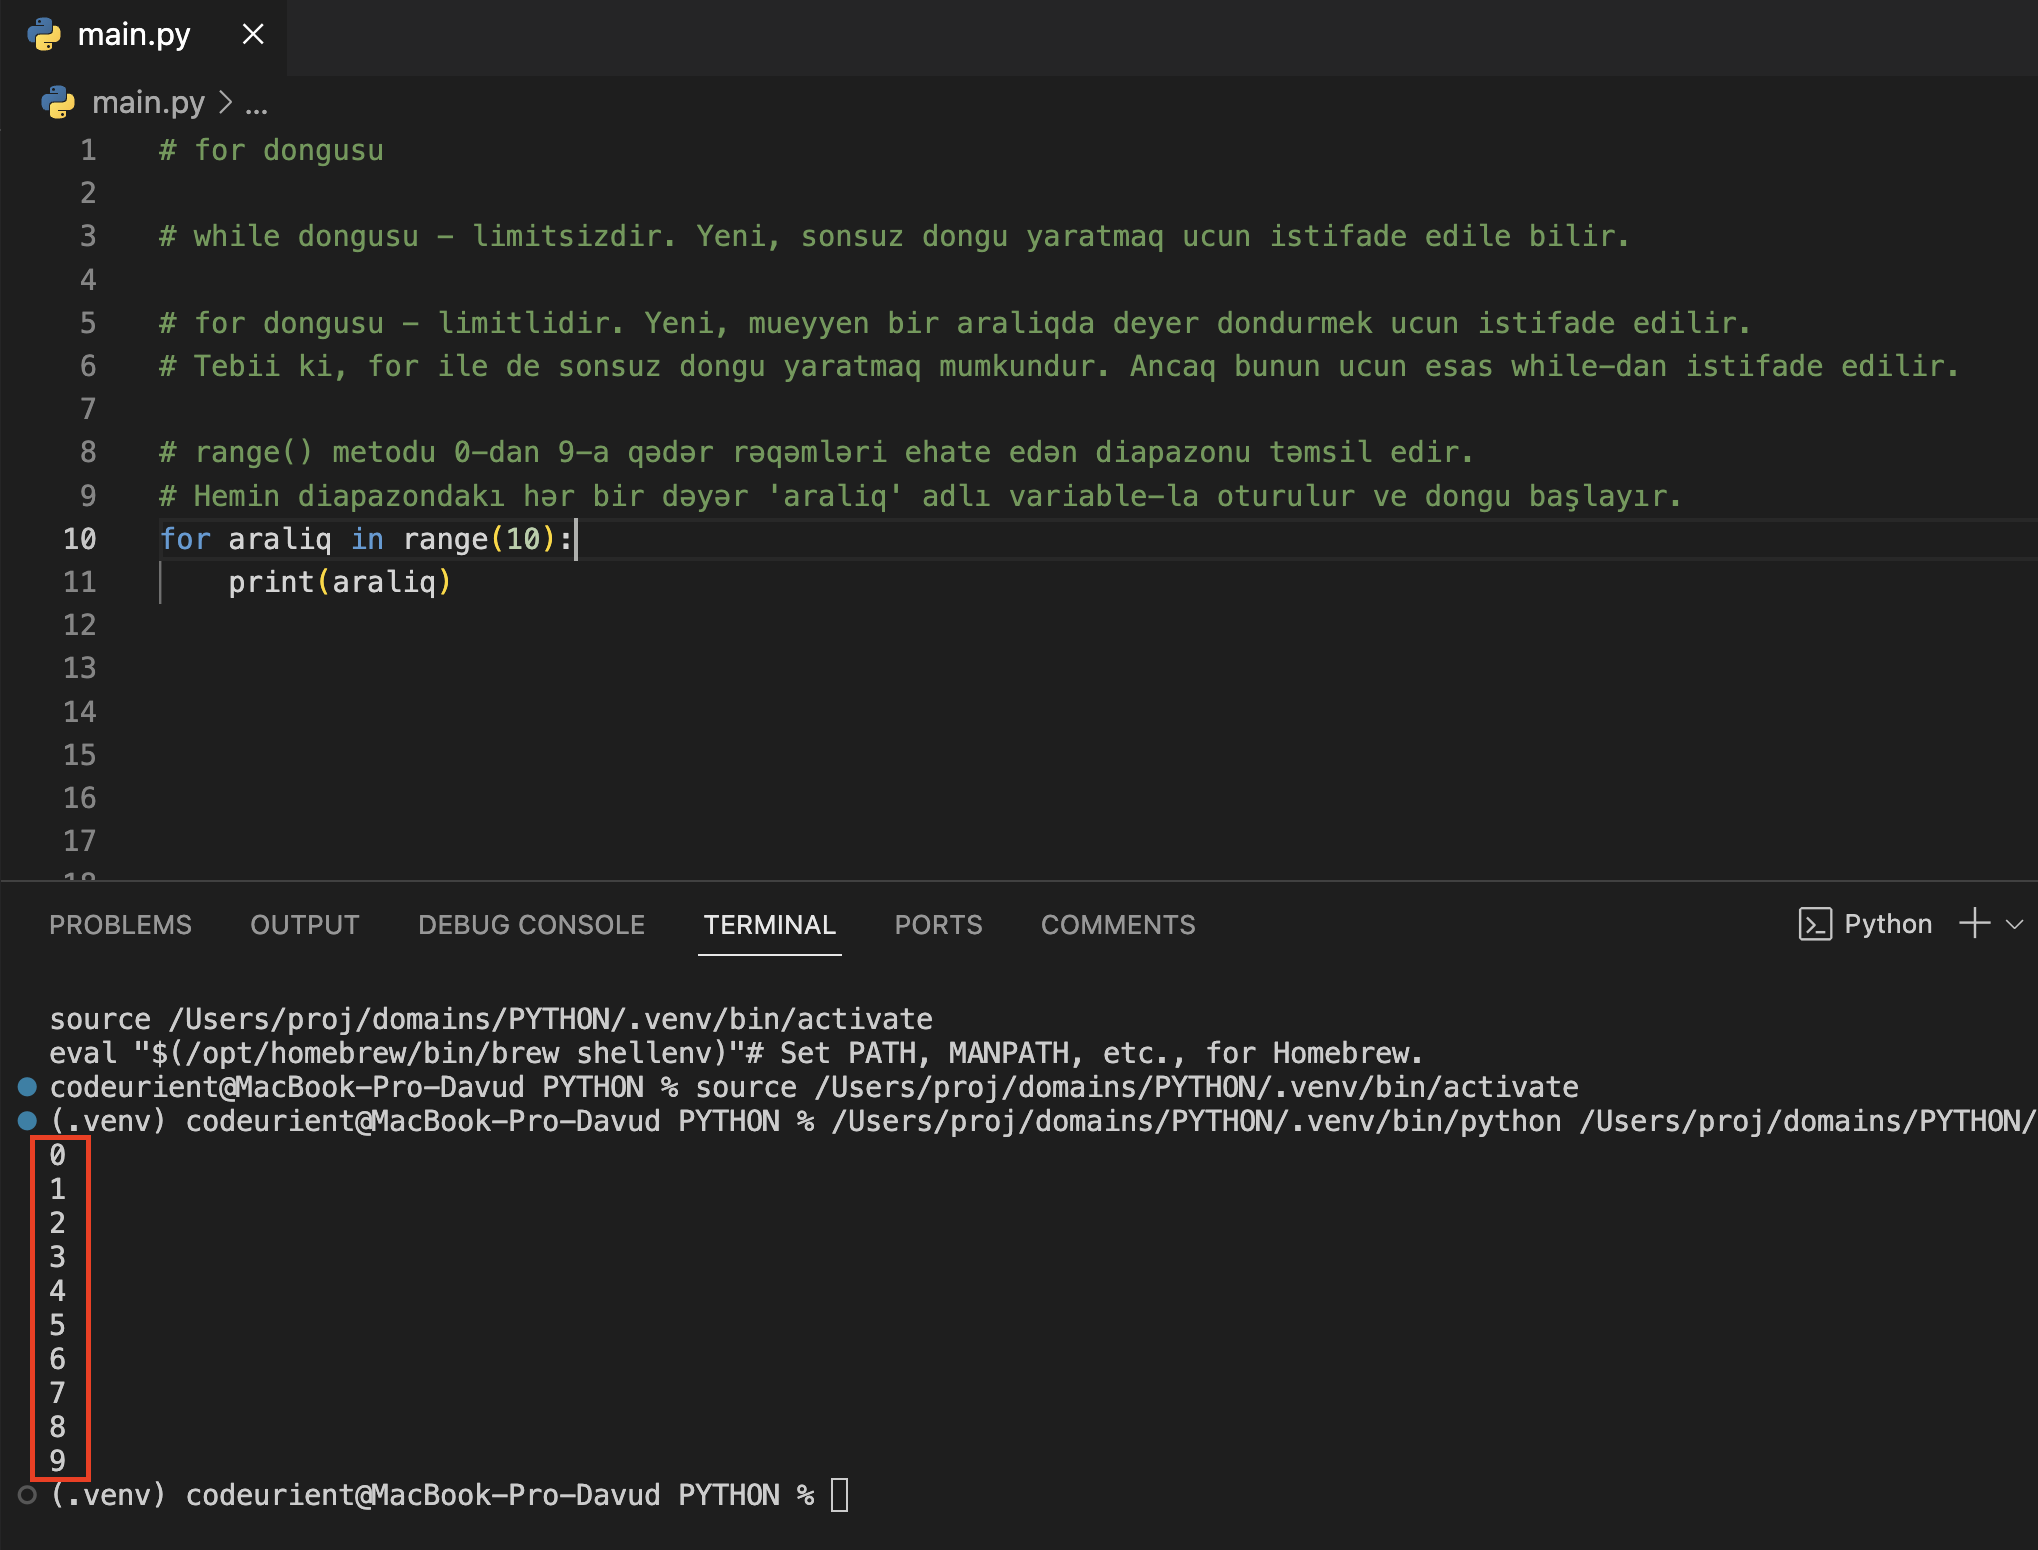 main.py
main.py > ...
1 # for dongusu
2
3 # while dongusu - limitsizdir. Yeni, sonsuz dongu yaratmaq ucun istifade edile bilir.
4
5 # for dongusu - limitlidir. Yeni, mueyyen bir araliqda deyer dondurmek ucun istifade edilir.
6 # Tebii ki, for ile de sonsuz dongu yaratmaq mumkundur. Ancaq bunun ucun esas while-dan istifade edilir.
7
8 # range() metodu 0-dan 9-a qədər rəqəmləri ehate edən diapazonu təmsil edir.
9 # Hemin diapazondakı hər bir dəyər 'araliq' adlı variable-la oturulur ve dongu başlayır.
10 for araliq in range(10):
11     print(araliq)
12
13
14
15
16
17
18
PROBLEMS OUTPUT DEBUG CONSOLE TERMINAL PORTS COMMENTS Python
source /Users/proj/domains/PYTHON/.venv/bin/activate
eval "$(/opt/homebrew/bin/brew shellenv)"# Set PATH, MANPATH, etc., for Homebrew.
codeurient@MacBook-Pro-Davud PYTHON % source /Users/proj/domains/PYTHON/.venv/bin/activate
(.venv) codeurient@MacBook-Pro-Davud PYTHON % /Users/proj/domains/PYTHON/.venv/bin/python /Users/proj/domains/PYTHON/
0
1
2
3
4
5
6
7
8
9
(.venv) codeurient@MacBook-Pro-Davud PYTHON %